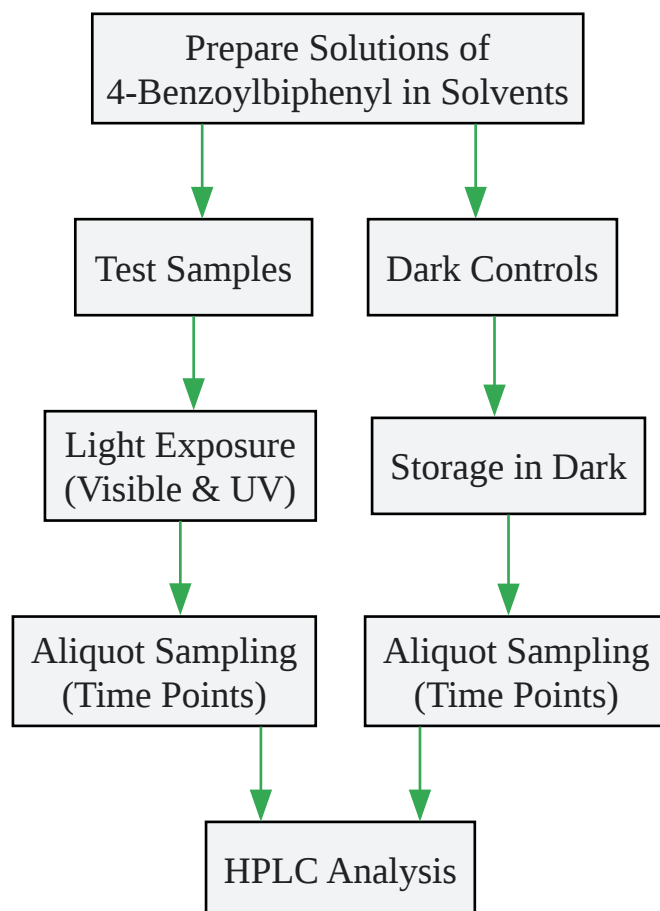 Prepare Solutions of
4-Benzoylbiphenyl in Solvents
Test Samples
Dark Controls
Light Exposure
(Visible & UV)
Storage in Dark
Aliquot Sampling
(Time Points)
Aliquot Sampling
(Time Points)
HPLC Analysis